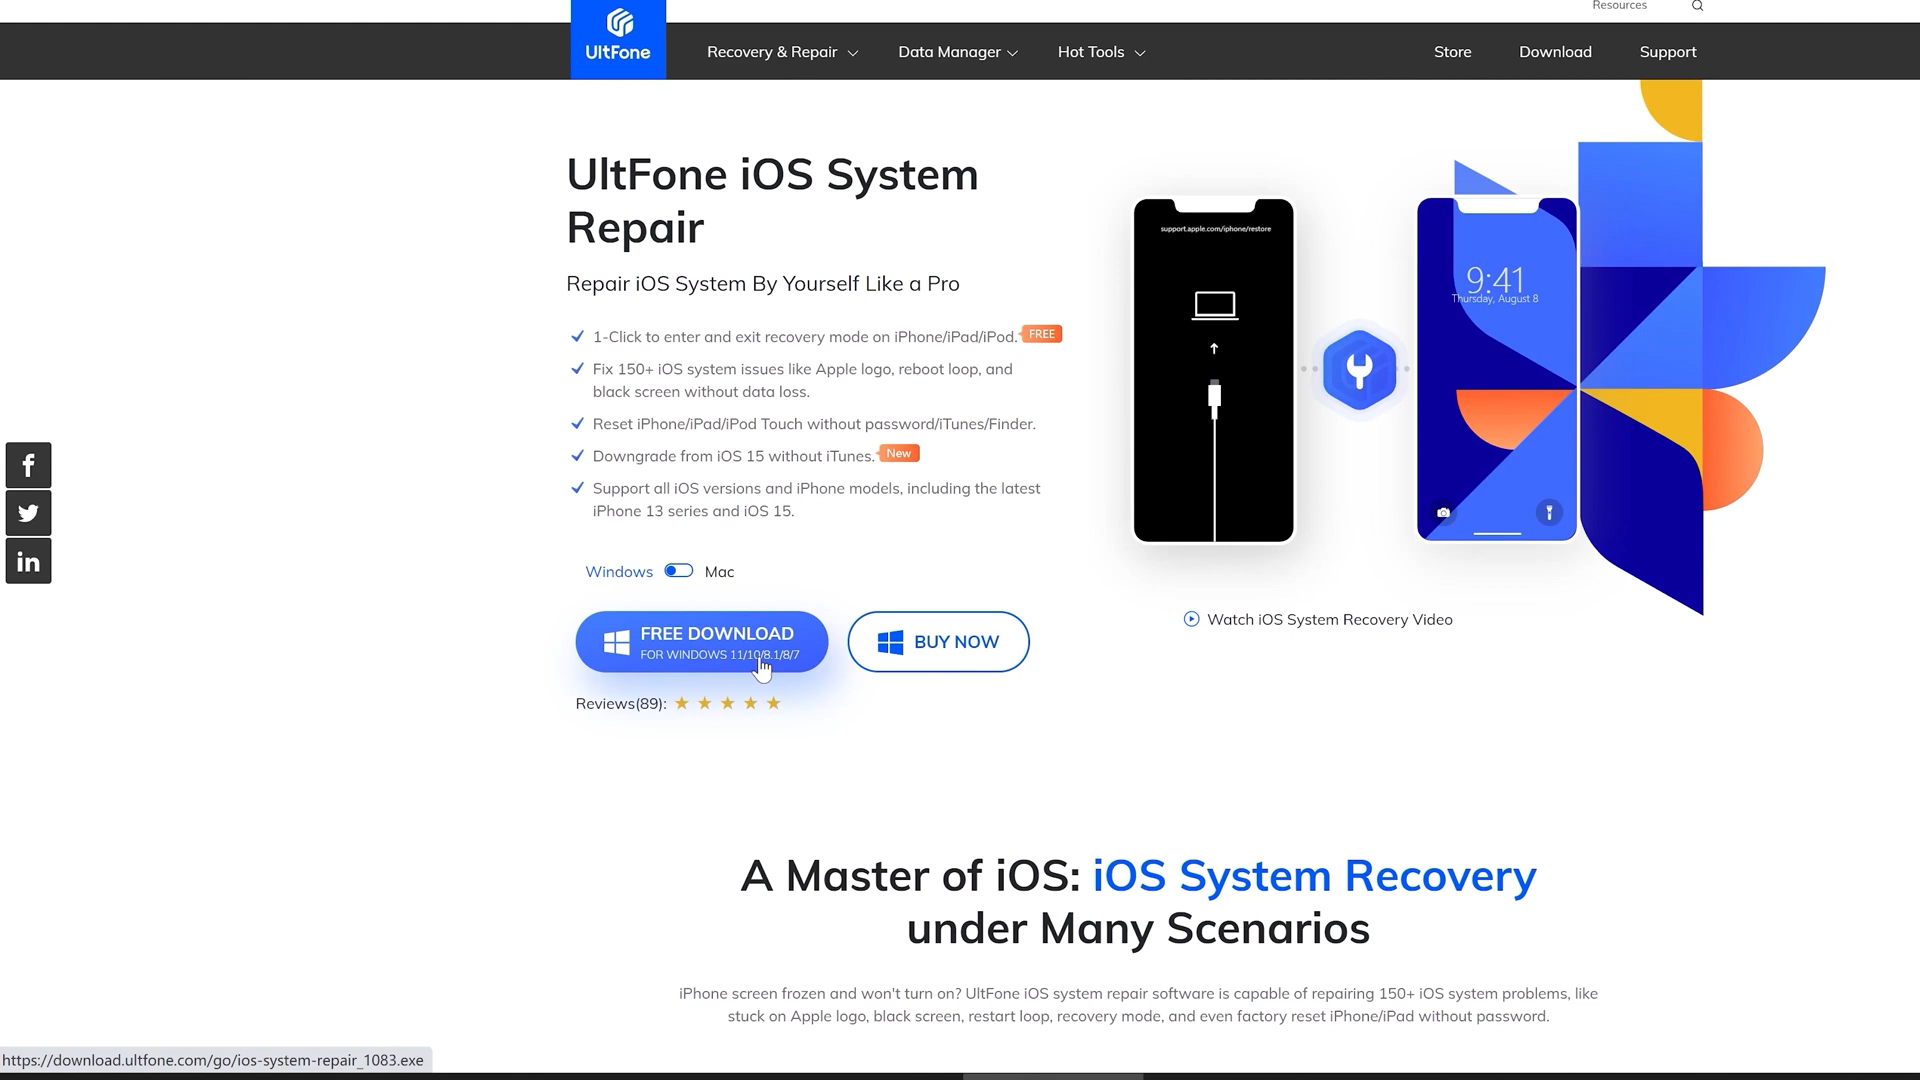 Resources
UltFone
Recovery & Repair
Data Manager
Hot Tools
Store
Download
Support
UltFone iOS System
Repair
Repair iOS System By Yourself Like a Pro
1-Click to enter and exit recovery mode on iPhone/iPad/iPod. FREE
Fix 150+ iOS system issues like Apple logo, reboot loop, and
black screen without data loss.
Reset iPhone/iPad/iPod Touch without password/iTunes/Finder.
Downgrade from iOS 15 without iTunes. New
Support all iOS versions and iPhone models, including the latest
iPhone 13 series and iOS 15.
Windows
Mac
FREE DOWNLOAD
FOR WINDOWS 11/10/8.1/8/7
BUY NOW
Reviews(89):
support.apple.com/iphone/restore
9:41
Thursday, August 8
Watch iOS System Recovery Video
A Master of iOS: iOS System Recovery
under Many Scenarios
iPhone screen frozen and won't turn on? UltFone iOS system repair software is capable of repairing 150+ iOS system problems, like
stuck on Apple logo, black screen, restart loop, recovery mode, and even factory reset iPhone/iPad without password.
https://download.ultfone.com/go/ios-system-repair_1083.exe